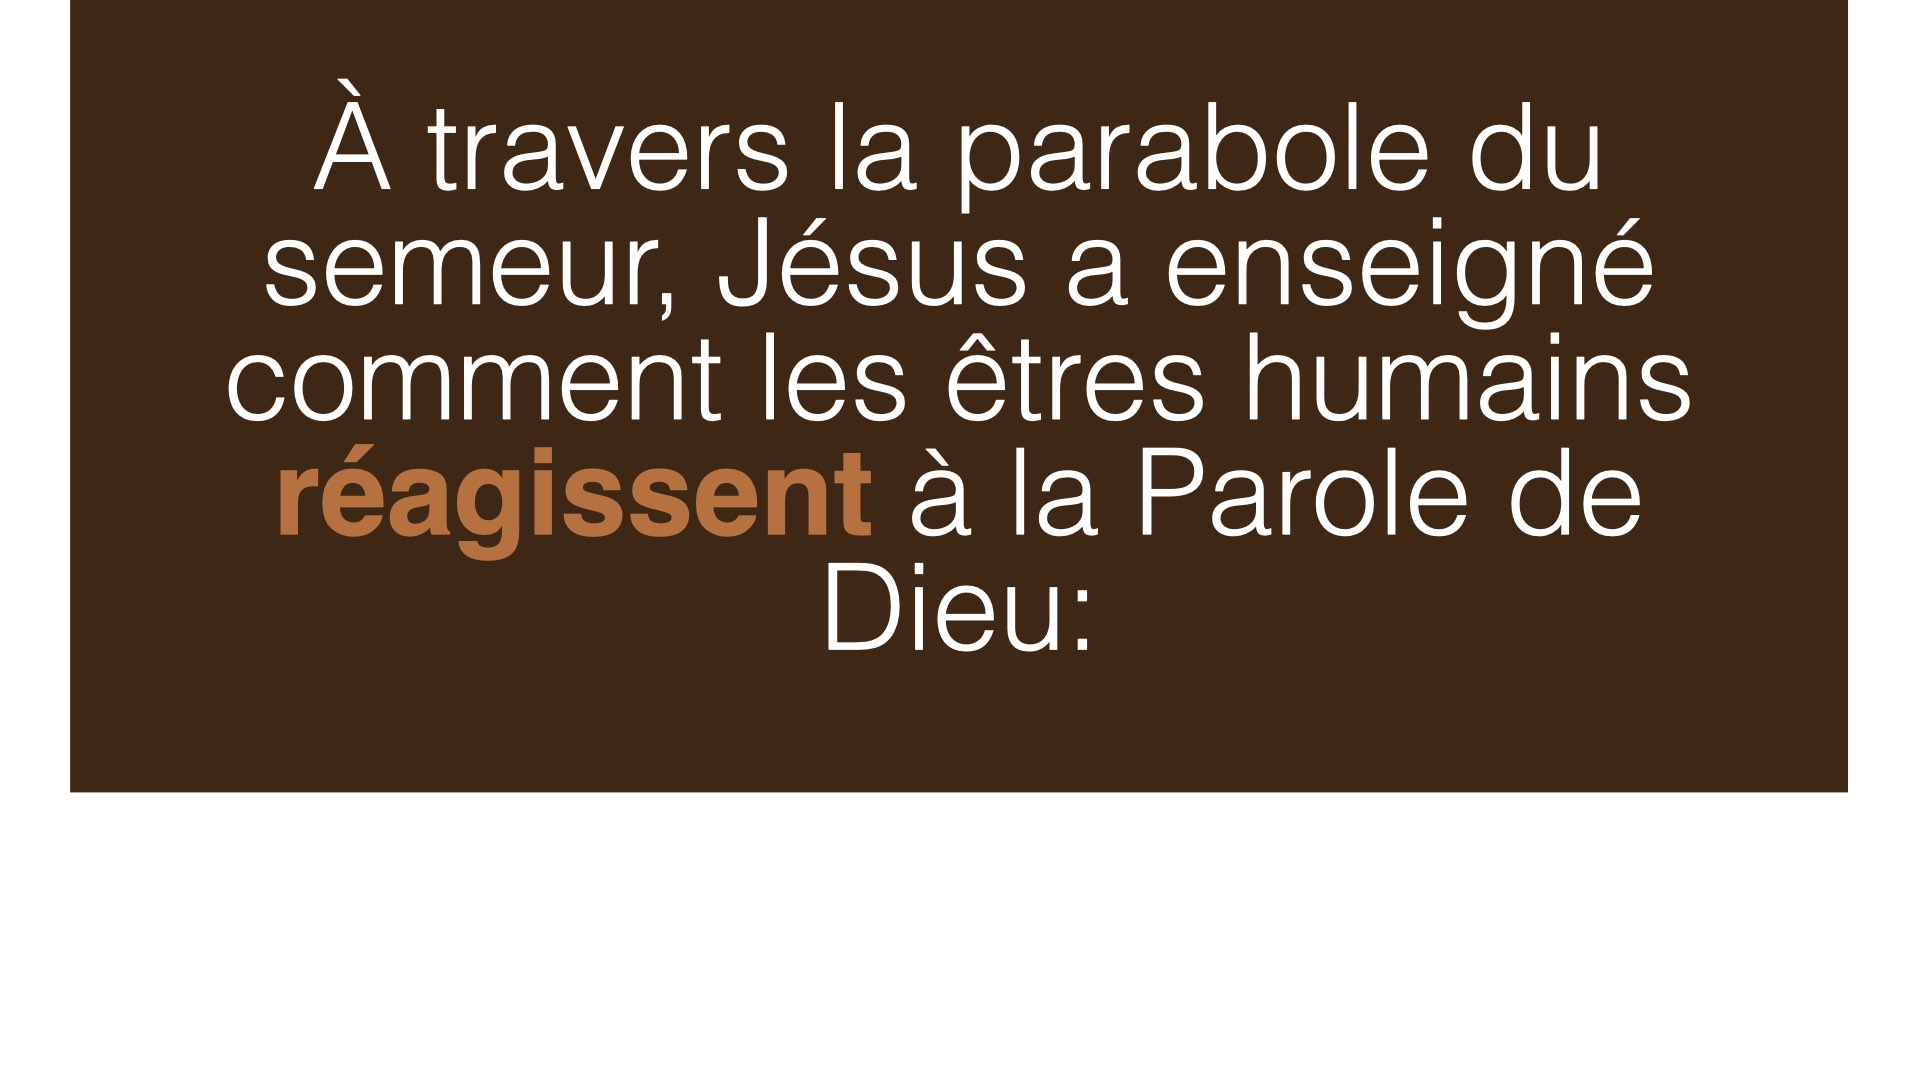 À travers la parabole du
semeur, Jésus a enseigné
comment les êtres humains
réagissent à la Parole de
Dieu: